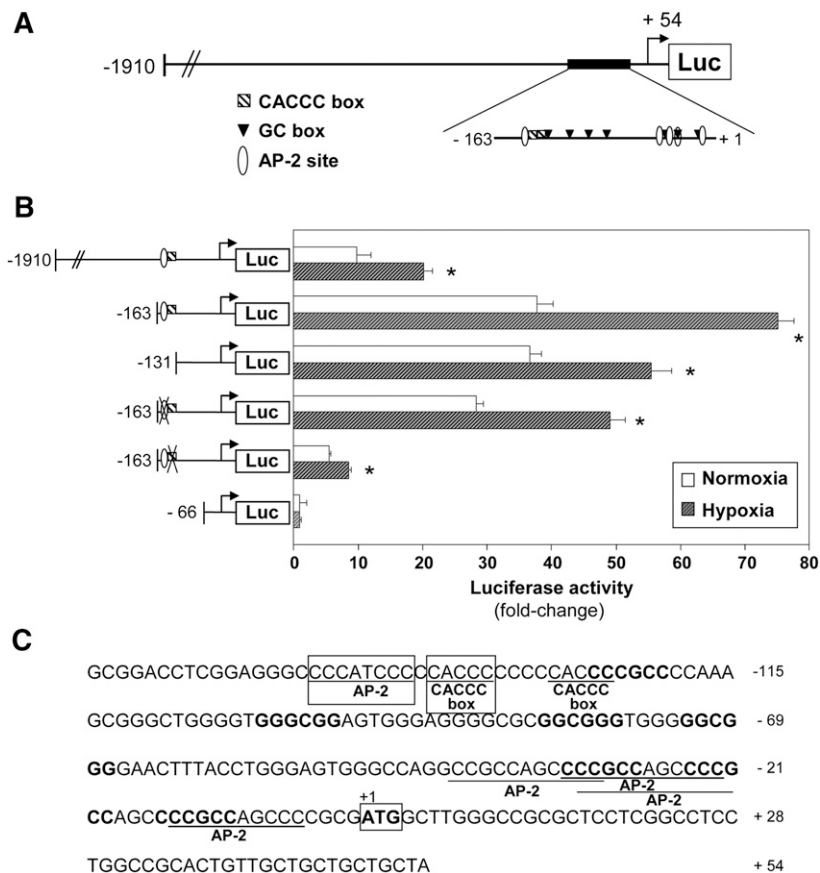 A
+ 54
-1910
Luc
CACCC box
GC box
AP-2 site
- 163
+ 1
B
-1910
Luc
-163
Luc
-131
Luc
-163
Luc
-163
Luc
- 66
Luc
*
*
*
*
*
Normoxia
Hypoxia
0 10 20 30 40 50 60 70 80
Luciferase activity
(fold-change)
C
GCGGACCTCGGAGGGCCCCATCCCCCACCCCCCCCCACCCCGCCCCAAA -115
AP-2 CACCC box CACCC box
GCGGGCTGGGGTGGGCGGAGTGGGAGGGGCGCGGCGGGTGGGGGCG - 69
GGGAACTTTACCTGGGAGTGGGCCAGGCCGCCAGCCCCGCCAGCCCCG - 21
AP-2 AP-2
AP-2
+1
CCAGCCCCGCCAGCCCCGCGATGGCTTGGGCCGCGCTCCTCGGCCTCC + 28
AP-2
TGGCCGCACTGTTGCTGCTGCTGCTA + 54